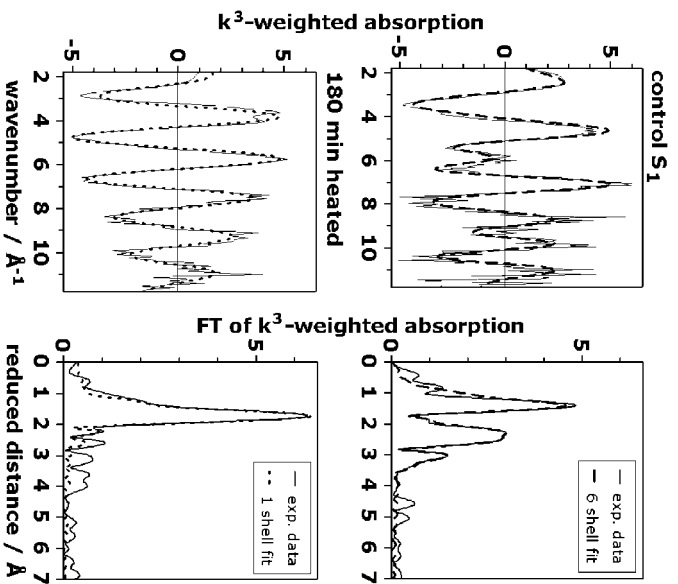 control S1
k³-weighted absorption
-5 0 5
2 4 6 8 10
180 min heated
-5 0 5
2 4 6 8 10
wavenumber / Å-1
FT of k³-weighted absorption
0 5
0 1 2 3 4 5 6 7
exp. data
6 shell fit
0 5
0 1 2 3 4 5 6 7
exp. data
1 shell fit
reduced distance / Å